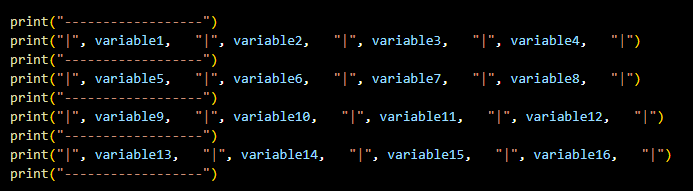 print("------------------")
print("|", variable1,   "|", variable2,   "|", variable3,   "|", variable4,   "|")
print("------------------")
print("|", variable5,   "|", variable6,   "|", variable7,   "|", variable8,   "|")
print("------------------")
print("|", variable9,   "|", variable10,   "|", variable11,   "|", variable12,   "|")
print("------------------")
print("|", variable13,   "|", variable14,   "|", variable15,   "|", variable16,   "|")
print("------------------")